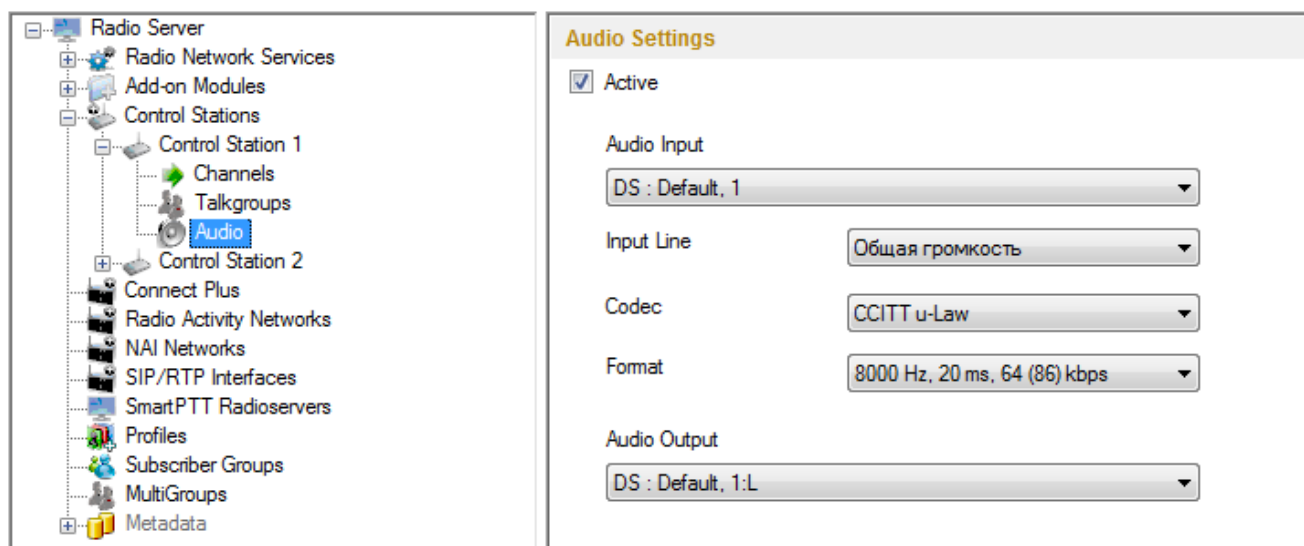 Radio Server
Radio Network Services
Add-on Modules
Control Stations
Control Station 1
Channels
Talkgroups
Audio
Control Station 2
Connect Plus
Radio Activity Networks
NAI Networks
SIP/RTP Interfaces
SmartPTT Radioservers
Profiles
Subscriber Groups
MultiGroups
Metadata
Audio Settings
Active
Audio Input
DS : Default, 1
Input Line
Общая громкость
Codec
CCITT u-Law
Format
8000 Hz, 20 ms, 64 (86) kbps
Audio Output
DS : Default, 1:L